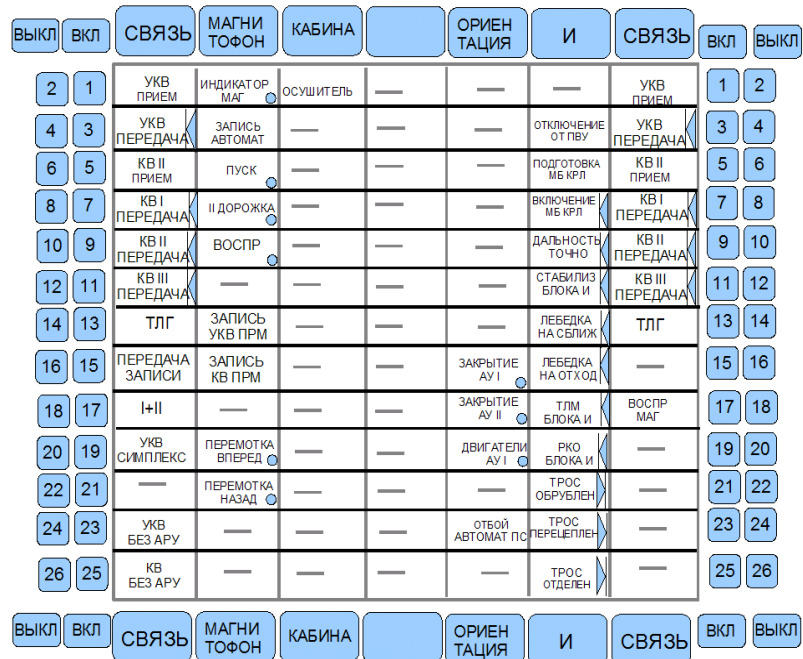 ВЫКЛ ВКЛ СВЯЗЬ МАГНИ ТОФОН КАБИНА ОРИЕН ТАЦИЯ И СВЯЗЬ ВКЛ ВЫКЛ
2 1 УКВ ПРИЕМ ИНДИКАТОР МАГ ОСУШИТЕЛЬ — — — УКВ ПРИЕМ 1 2
4 3 УКВ ПЕРЕДАЧА ЗАПИСЬ АВТОМАТ — — — ОТКЛЮЧЕНИЕ ОТ ПВУ УКВ ПЕРЕДАЧА 3 4
6 5 КВ II ПРИЕМ ПУСК — — — ПОДГОТОВКА МБ КРЛ КВ II ПРИЕМ 5 6
8 7 КВ I ПЕРЕДАЧА II ДОРОЖКА — — — ВКЛЮЧЕНИЕ МБ КРЛ КВ I ПЕРЕДАЧА 7 8
10 9 КВ II ПЕРЕДАЧА ВОСПР — — — ДАЛЬНОСТЬ ТОЧНО КВ II ПЕРЕДАЧА 9 10
12 11 КВ III ПЕРЕДАЧА — — — — СТАБИЛИЗ БЛОКА И КВ III ПЕРЕДАЧА 11 12
14 13 ТЛГ ЗАПИСЬ УКВ ПРМ — — — ЛЕБЕДКА НА СБЛИЖ ТЛГ 13 14
16 15 ПЕРЕДАЧА ЗАПИСИ ЗАПИСЬ КВ ПРМ — — ЗАКРЫТИЕ АУ I ЛЕБЕДКА НА ОТХОД — 15 16
18 17 I+II — — — ЗАКРЫТИЕ АУ II ТЛМ БЛОКА И ВОСПР МАГ 17 18
20 19 УКВ СИМПЛЕКС ПЕРЕМОТКА ВПЕРЕД — — ДВИГАТЕЛИ АУ I РКО БЛОКА И — 19 20
22 21 — ПЕРЕМОТКА НАЗАД — — — ТРОС ОБРУБЛЕН — 21 22
24 23 УКВ БЕЗ АРУ — — — ОТБОЙ АВТОМАТ ПС ТРОС ПЕРЕЦЕПЛЕН — 23 24
26 25 КВ БЕЗ АРУ — — — — ТРОС ОТДЕЛЕН — 25 26
ВЫКЛ ВКЛ СВЯЗЬ МАГНИ ТОФОН КАБИНА ОРИЕН ТАЦИЯ И СВЯЗЬ ВКЛ ВЫКЛ